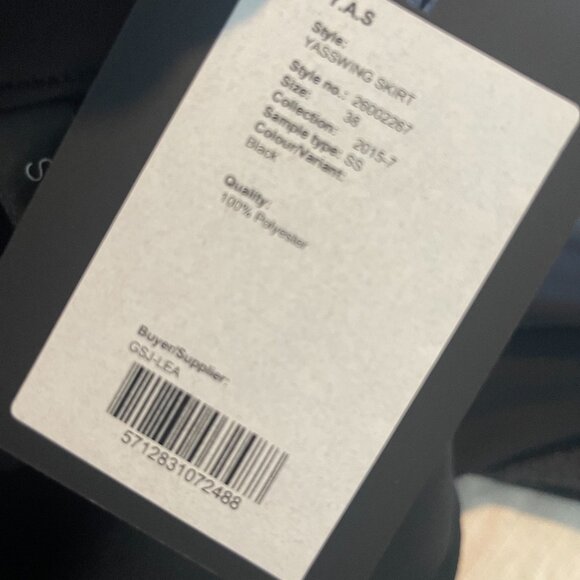 Y.A.S
Style:
YASSWING SKIRT
Style no.: 26002267
Size: 38
Collection: 2015-7
Sample type: SS
Colour/Variant:
Black
Quality:
100% Polyester
Buyer/Supplier:
GSJ-LEA
5712831072488
S